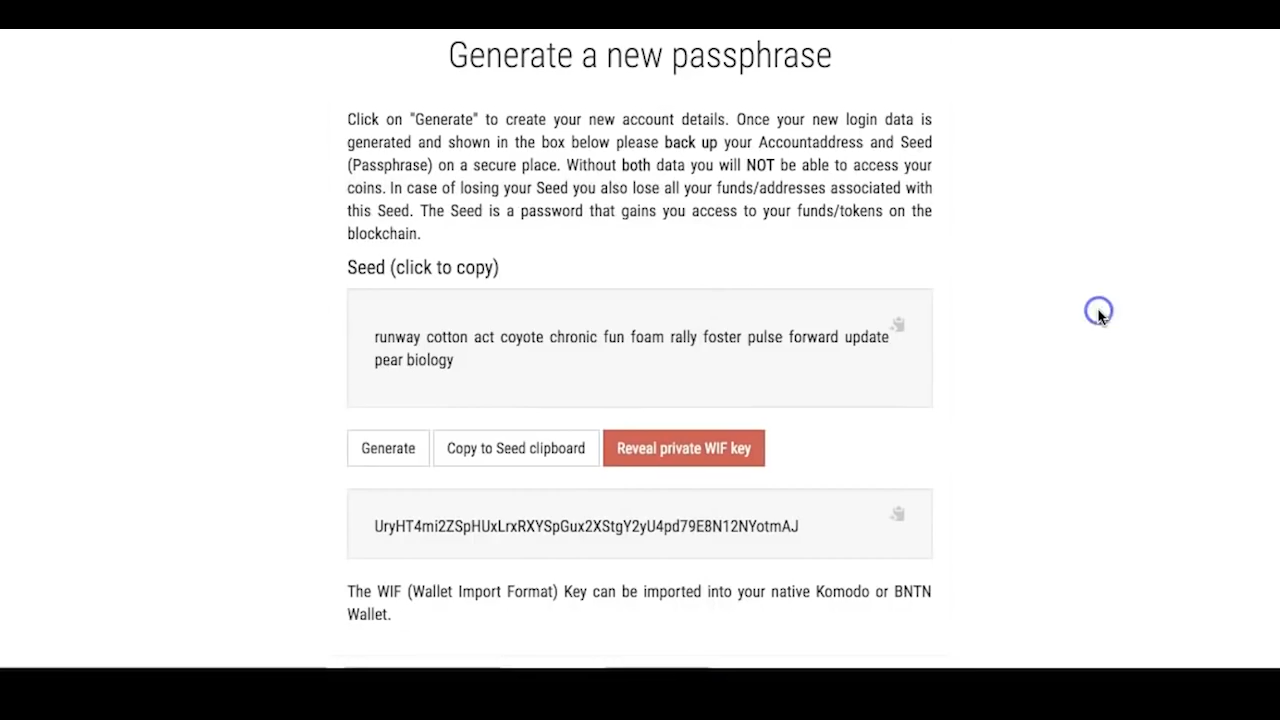 Generate a new passphrase
Click on "Generate" to create your new account details. Once your new login data is
generated and shown in the box below please back up your Accountaddress and Seed
(Passphrase) on a secure place. Without both data you will NOT be able to access your
coins. In case of losing your Seed you also lose all your funds/addresses associated with
this Seed. The Seed is a password that gains you access to your funds/tokens on the
blockchain.
Seed (click to copy)
runway cotton act coyote chronic fun foam rally foster pulse forward update
pear biology
Generate Copy to Seed clipboard Reveal private WIF key
UryHT4mi2ZSpHUxLrxRXYSpGux2XStgY2yU4pd79E8N12NYotmAJ
The WIF (Wallet Import Format) Key can be imported into your native Komodo or BNTN
Wallet.